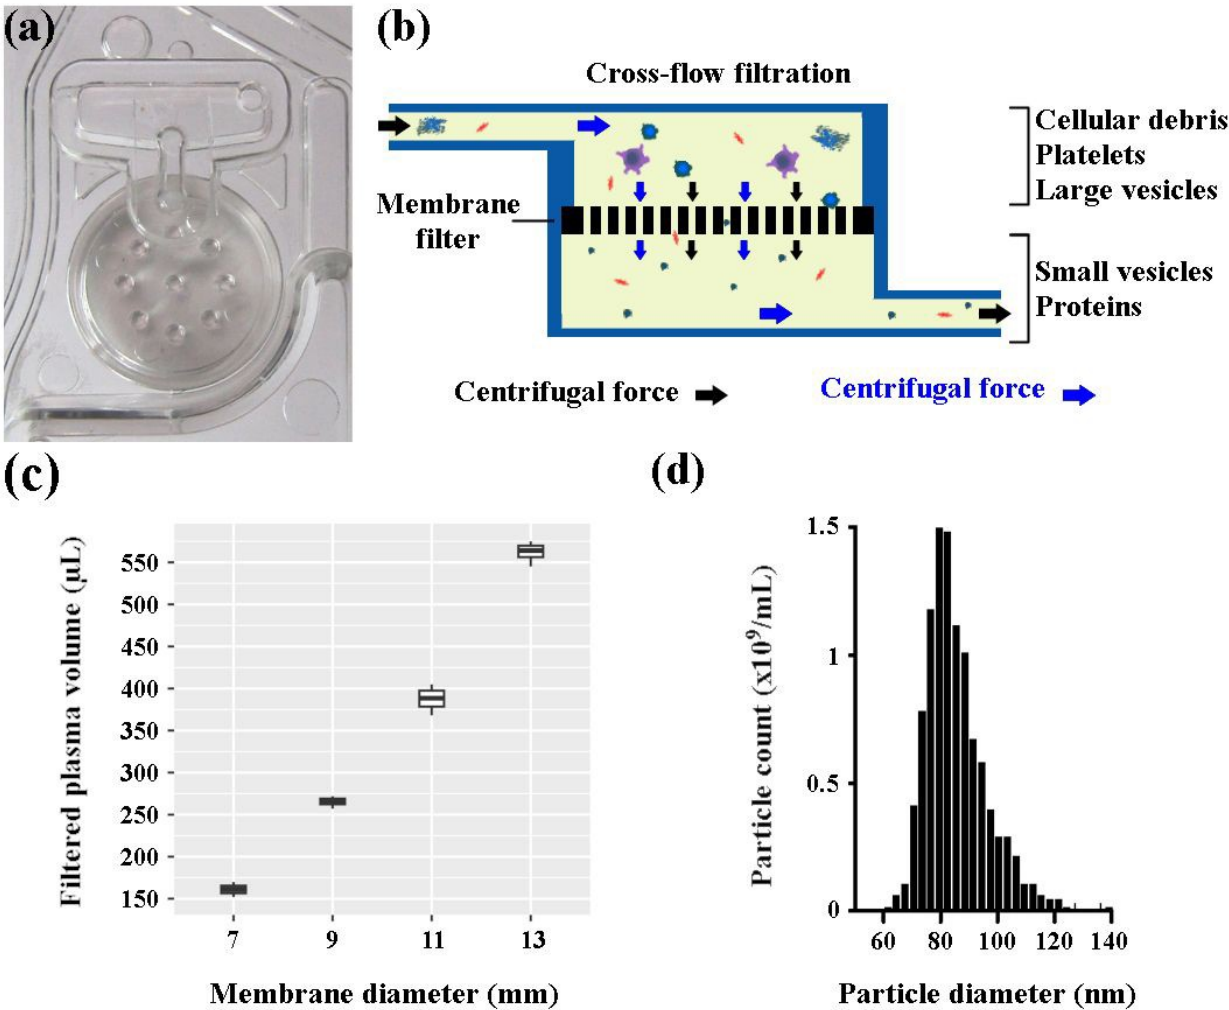 (a)
(b)
Cross-flow filtration
Cellular debris
Platelets
Large vesicles
Membrane
filter
Small vesicles
Proteins
Centrifugal force
Centrifugal force
(c)
Filtered plasma volume (μL)
550
500
450
400
350
300
250
200
150
7 9 11 13
Membrane diameter (mm)
(d)
Particle count (x10⁹/mL)
1.5
1
0.5
0
60 80 100 120 140
Particle diameter (nm)